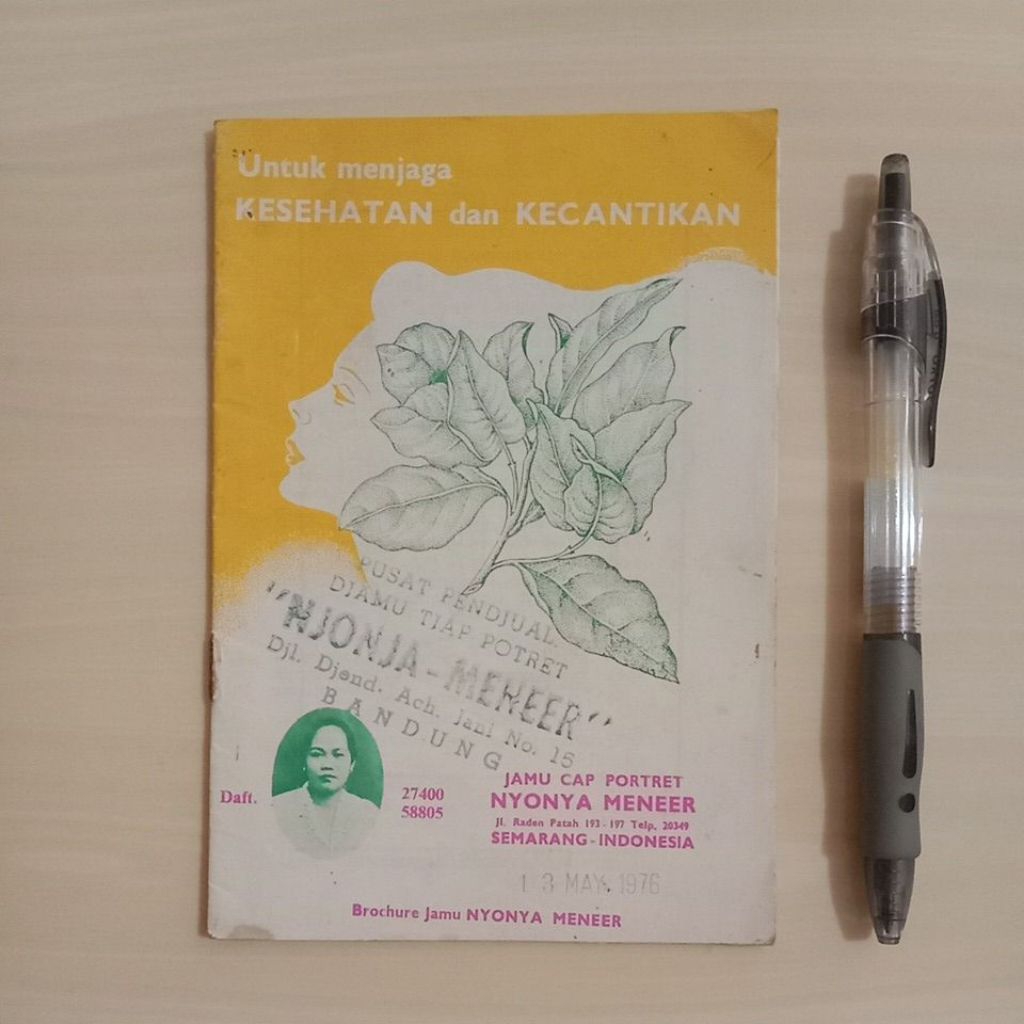 Untuk menjaga
KESEHATAN dan KECANTIKAN
PUSAT PENDJUAL
DJAMU TJAP POTRET
"NJONJA-MENEER"
Djl. Djend. Ach. Jani No. 15
BANDUNG
Daft.
27400
58805
JAMU CAP PORTRET
NYONYA MENEER
Jl. Raden Patah 193 - 197 Telp. 20349
SEMARANG - INDONESIA
13 MAY 1976
Brochure Jamu NYONYA MENEER